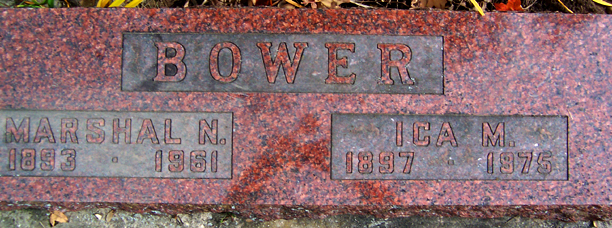 BOWER
MARSHAL N.
1893 · 1961
ICA M.
1897 · 1975